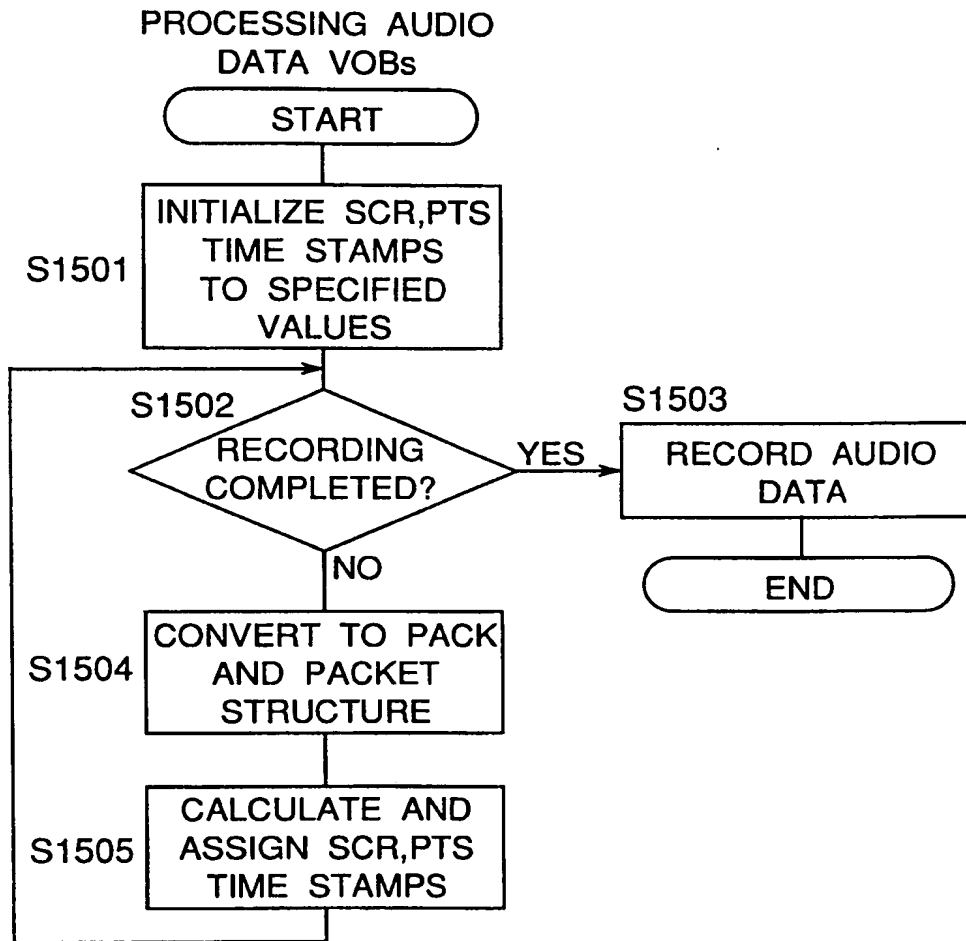 PROCESSING AUDIO
DATA VOBs
START
S1501
INITIALIZE SCR,PTS
TIME STAMPS
TO SPECIFIED
VALUES
S1502
RECORDING
COMPLETED?
YES
S1503
RECORD AUDIO
DATA
END
NO
S1504
CONVERT TO PACK
AND PACKET
STRUCTURE
S1505
CALCULATE AND
ASSIGN SCR,PTS
TIME STAMPS